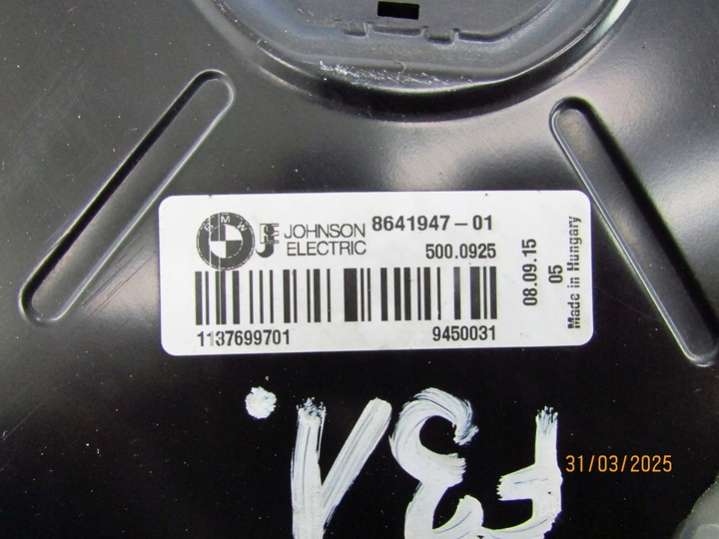 BMW
JOHNSON ELECTRIC
8641947-01
500.0925
1137699701
9450031
08.09.15
05
Made in Hungary
F31.
31/03/2025